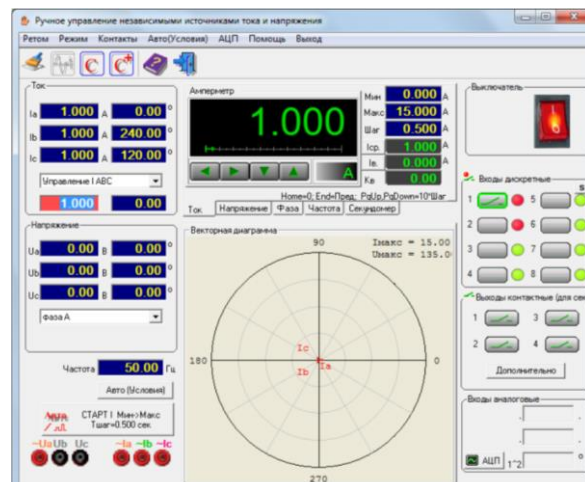 Ручное управление независимыми источниками тока и напряжения
Ретом Режим Контакты Авто(Условия) АЦП Помощь Выход
Ток
Ia 1.000 А 0.00 °
Ib 1.000 А 240.00 °
Ic 1.000 А 120.00 °
Управление I ABC
1.000 0.00
Напряжение
Ua 0.00 В 0.00 °
Ub 0.00 В 0.00 °
Uc 0.00 В 0.00 °
Фаза А
Частота 50.00 Гц
Авто (Условия)
СТАРТ I Мин>Макс
Тшаг=0.500 сек
~Ua Ub Uc ~Ia ~Ib ~Ic
Амперметр
1.000
А
Мин 0.000 А
Макс 15.000 А
Шаг 0.500 А
Iср. 1.000 А
Iв. 0.000 А
Кв 0.00
Home=0; End=Пред; PgUp,PgDown=10*Шаг
Ток Напряжение Фаза Частота Секундомер
Векторная диаграмма
90
Iмакс = 15.00
Uмакс = 135.0
180
Ic
Ib Ia
0
270
Выключатель
Входы дискретные
S
1 5
2 6
3 7
4 8
Выходы контактные (для сек
1 3
2 4
Дополнительно
Входы аналоговые
АЦП 1^2 °